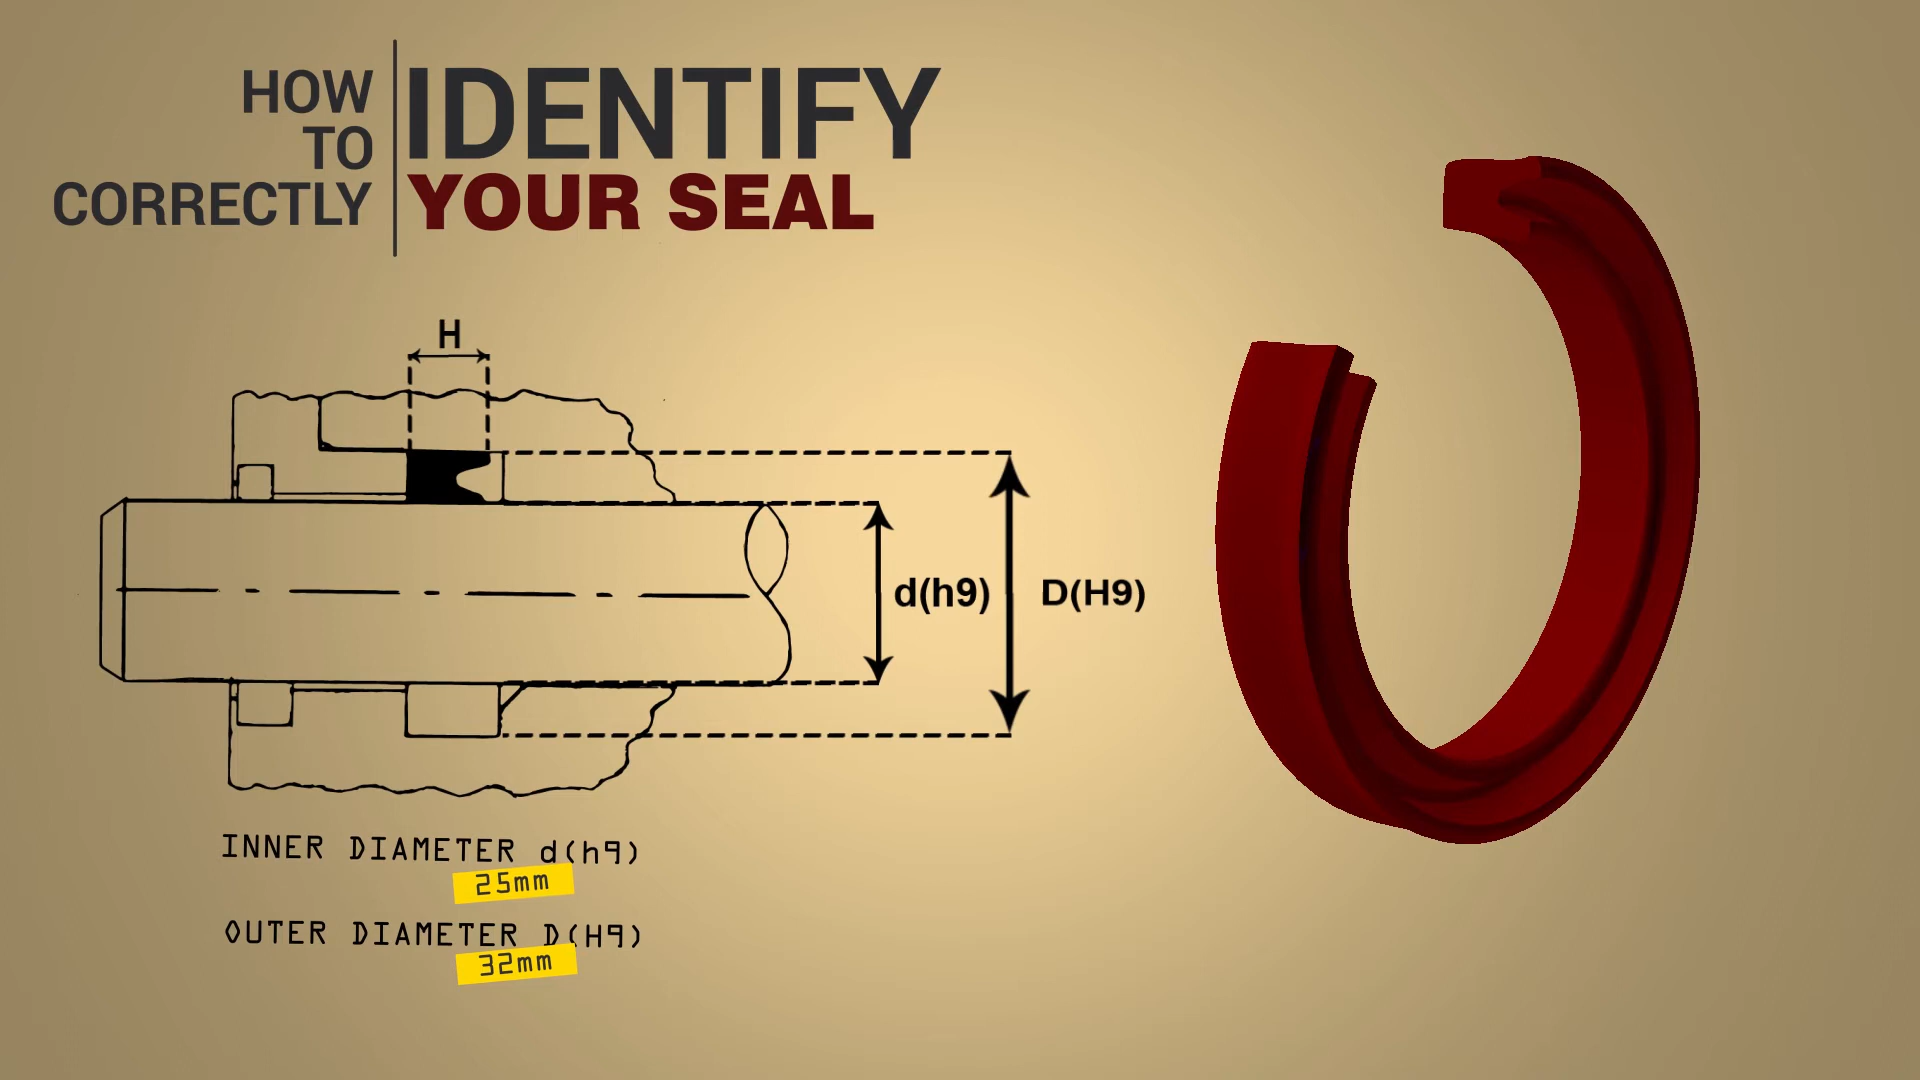 HOW
TO
CORRECTLY
IDENTIFY
YOUR SEAL
H
d(h9)
D(H9)
INNER DIAMETER d(h9)
25mm
OUTER DIAMETER D(H9)
32mm